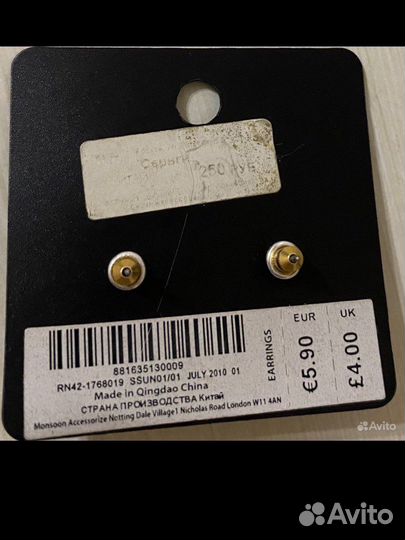 Серьги
250 руб
881635130009
RN42-1768019 SSUN01/01 JULY 2010 01
Made in Qingdao China
СТРАНА ПРОИЗВОДСТВА Китай
Monsoon Accessorize Notting Dale Village1 Nicholas Road London W11 4AN
EARRINGS
EUR
€5.90
UK
£4.00
Avito
Avito